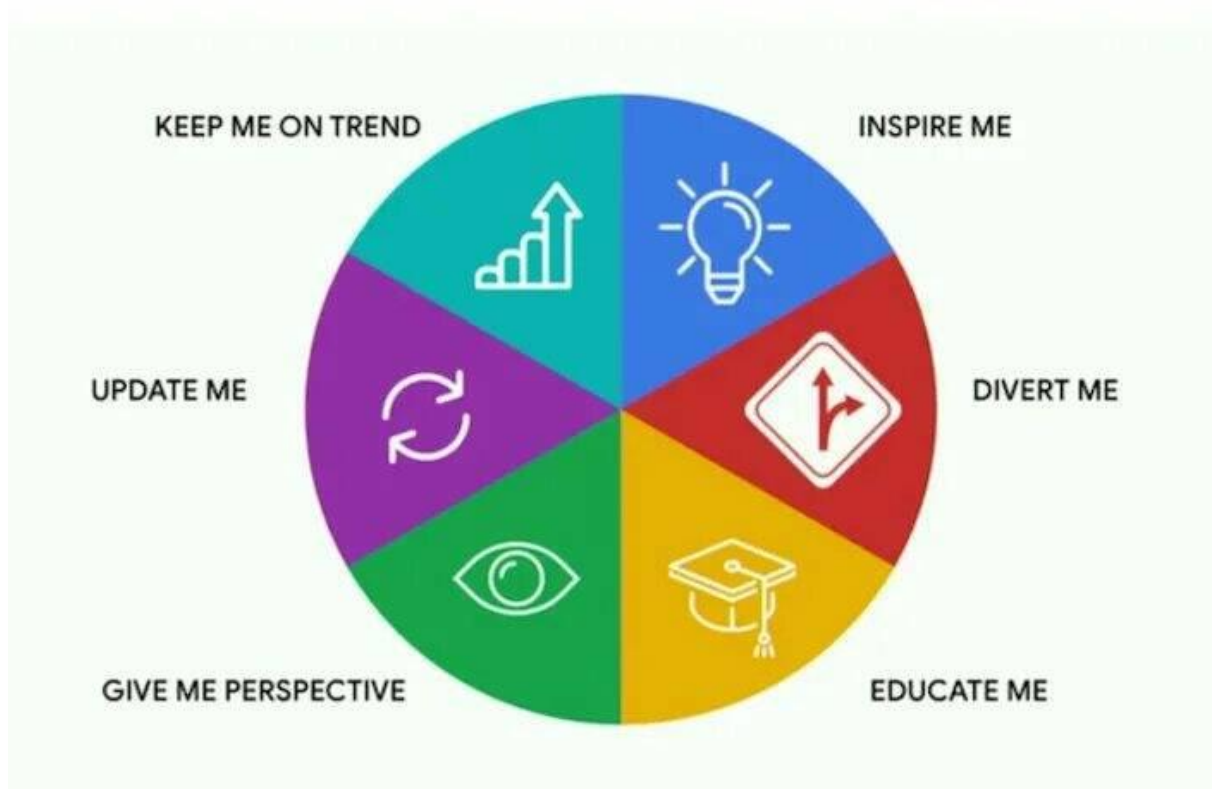 KEEP ME ON TREND
INSPIRE ME
UPDATE ME
DIVERT ME
GIVE ME PERSPECTIVE
EDUCATE ME